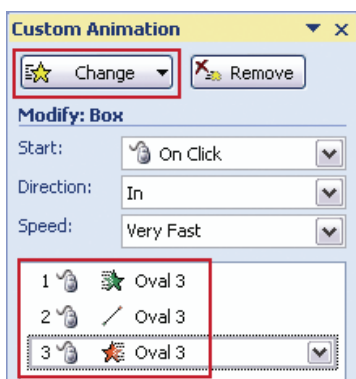 Custom Animation
Change Remove
Modify: Box
Start: On Click
Direction: In
Speed: Very Fast
1 Oval 3
2 Oval 3
3 Oval 3